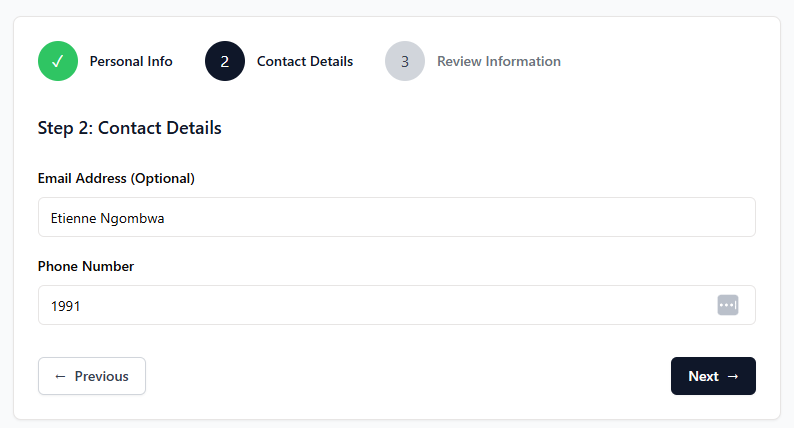 ✓ Personal Info 2 Contact Details 3 Review Information
Step 2: Contact Details
Email Address (Optional)
Etienne Ngombwa
Phone Number
1991
← Previous Next →